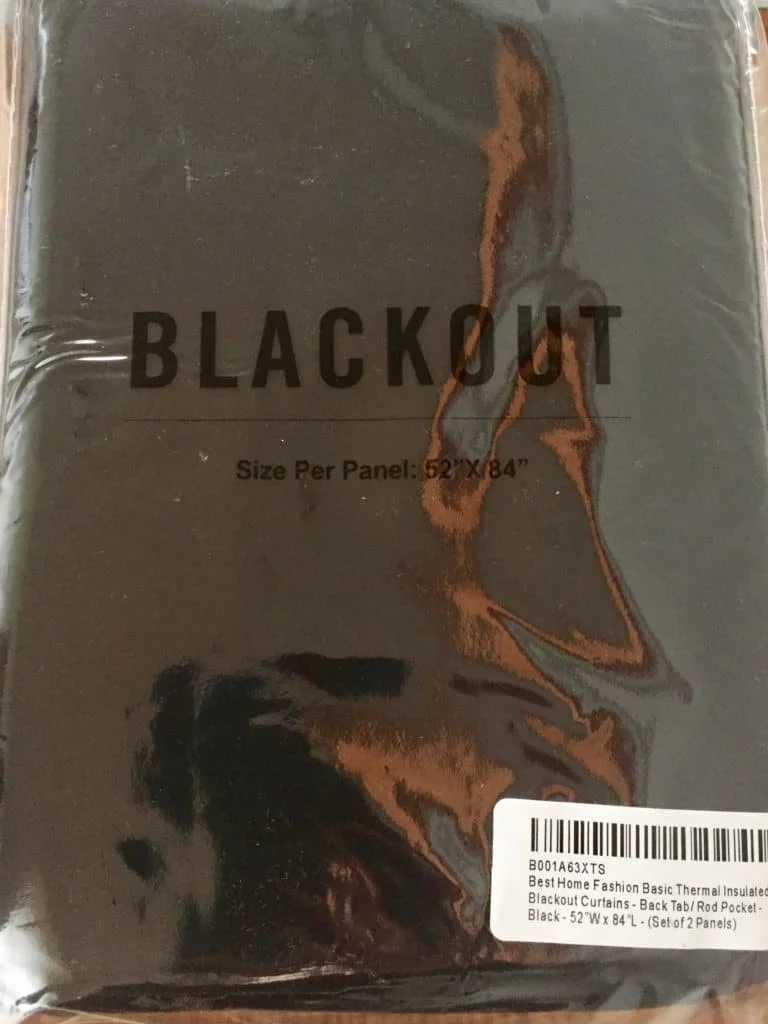 BLACKOUT
Size Per Panel: 52”X 84”
B001A63XTS
Best Home Fashion Basic Thermal Insulated
Blackout Curtains - Back Tab/ Rod Pocket -
Black - 52"W x 84"L - (Set of 2 Panels)